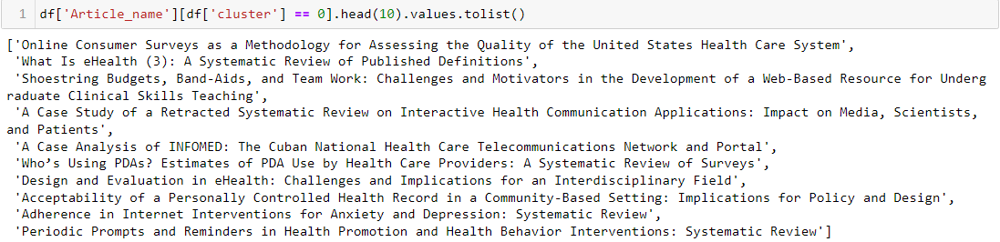 1 df['Article_name'][df['cluster'] == 0].head(10).values.tolist()
['Online Consumer Surveys as a Methodology for Assessing the Quality of the United States Health Care System',
'What Is eHealth (3): A Systematic Review of Published Definitions',
'Shoestring Budgets, Band-Aids, and Team Work: Challenges and Motivators in the Development of a Web-Based Resource for Underg
raduate Clinical Skills Teaching',
'A Case Study of a Retracted Systematic Review on Interactive Health Communication Applications: Impact on Media, Scientists,
and Patients',
'A Case Analysis of INFOMED: The Cuban National Health Care Telecommunications Network and Portal',
'Who’s Using PDAs? Estimates of PDA Use by Health Care Providers: A Systematic Review of Surveys',
'Design and Evaluation in eHealth: Challenges and Implications for an Interdisciplinary Field',
'Acceptability of a Personally Controlled Health Record in a Community-Based Setting: Implications for Policy and Design',
'Adherence in Internet Interventions for Anxiety and Depression: Systematic Review',
'Periodic Prompts and Reminders in Health Promotion and Health Behavior Interventions: Systematic Review']